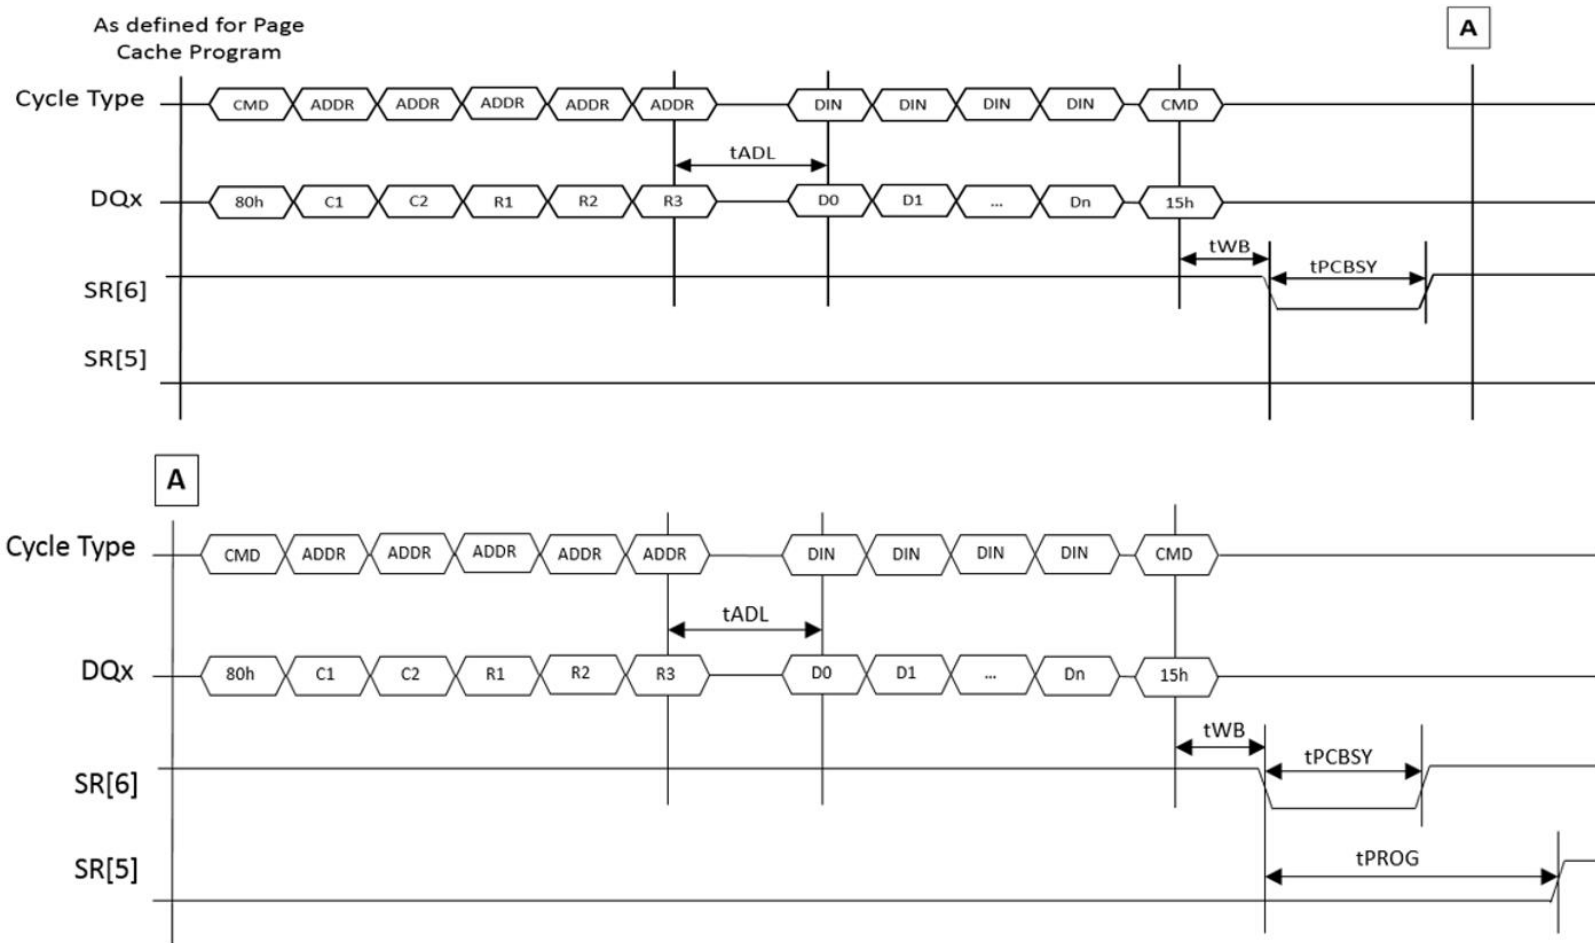 As defined for Page
Cache Program
A
Cycle Type CMD ADDR ADDR ADDR ADDR ADDR DIN DIN DIN DIN CMD
tADL
DQx 80h C1 C2 R1 R2 R3 D0 D1 ... Dn 15h
tWB
tPCBSY
SR[6]
SR[5]
A
Cycle Type CMD ADDR ADDR ADDR ADDR ADDR DIN DIN DIN DIN CMD
tADL
DQx 80h C1 C2 R1 R2 R3 D0 D1 ... Dn 15h
tWB
tPCBSY
SR[6]
tPROG
SR[5]